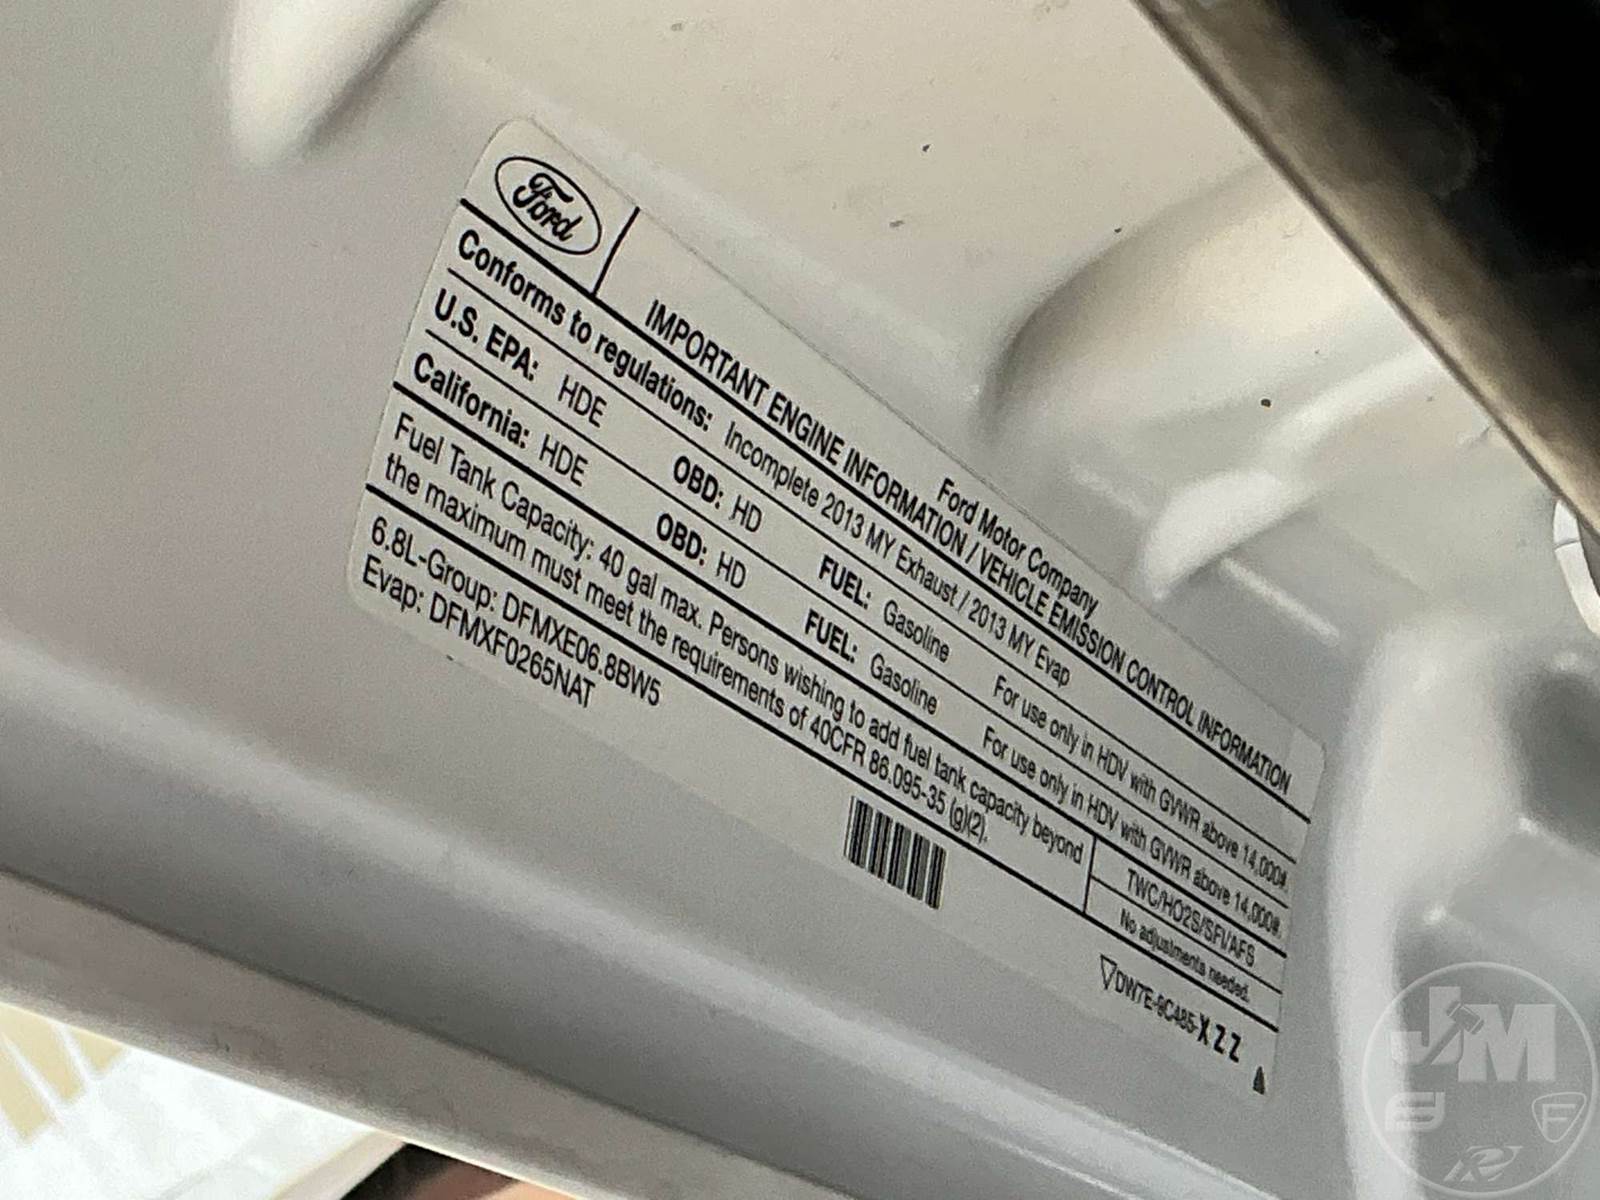 Ford
Ford Motor Company
IMPORTANT ENGINE INFORMATION / VEHICLE EMISSION CONTROL INFORMATION
Conforms to regulations: Incomplete 2013 MY Exhaust / 2013 MY Evap
U.S. EPA: HDE OBD: HD FUEL: Gasoline For use only in HDV with GVWR above 14,000#.
California: HDE OBD: HD FUEL: Gasoline For use only in HDV with GVWR above 14,000#.
Fuel Tank Capacity: 40 gal max. Persons wishing to add fuel tank capacity beyond
the maximum must meet the requirements of 40CFR 86.095-35 (g)(2).
TWC/HO2S/SFI/AFS
No adjustments needed.
6.8L-Group: DFMXE06.8BW5
Evap: DFMXF0265NAT
DW7E-9C485-XZZ
JM
F